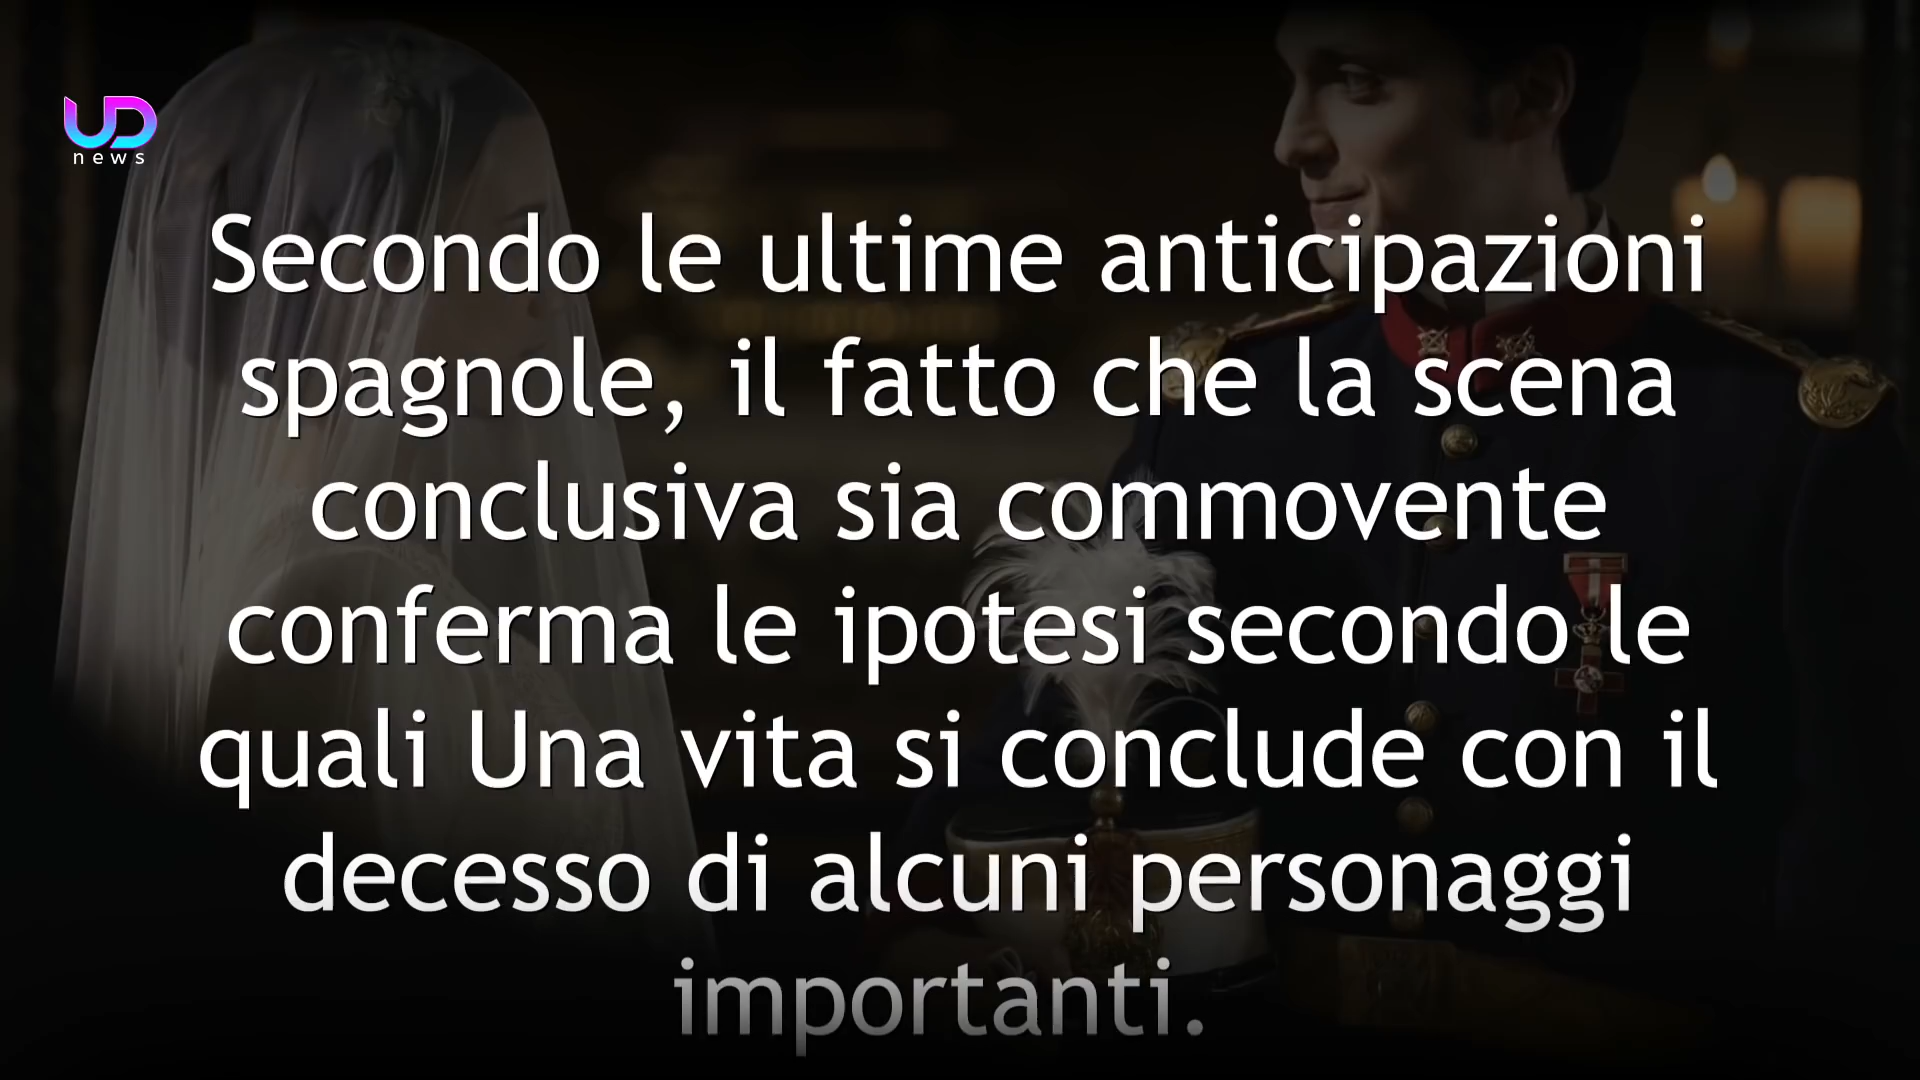 UD
news
Secondo le ultime anticipazioni
spagnole, il fatto che la scena
conclusiva sia commovente
conferma le ipotesi secondo le
quali Una vita si conclude con il
decesso di alcuni personaggi
importanti.